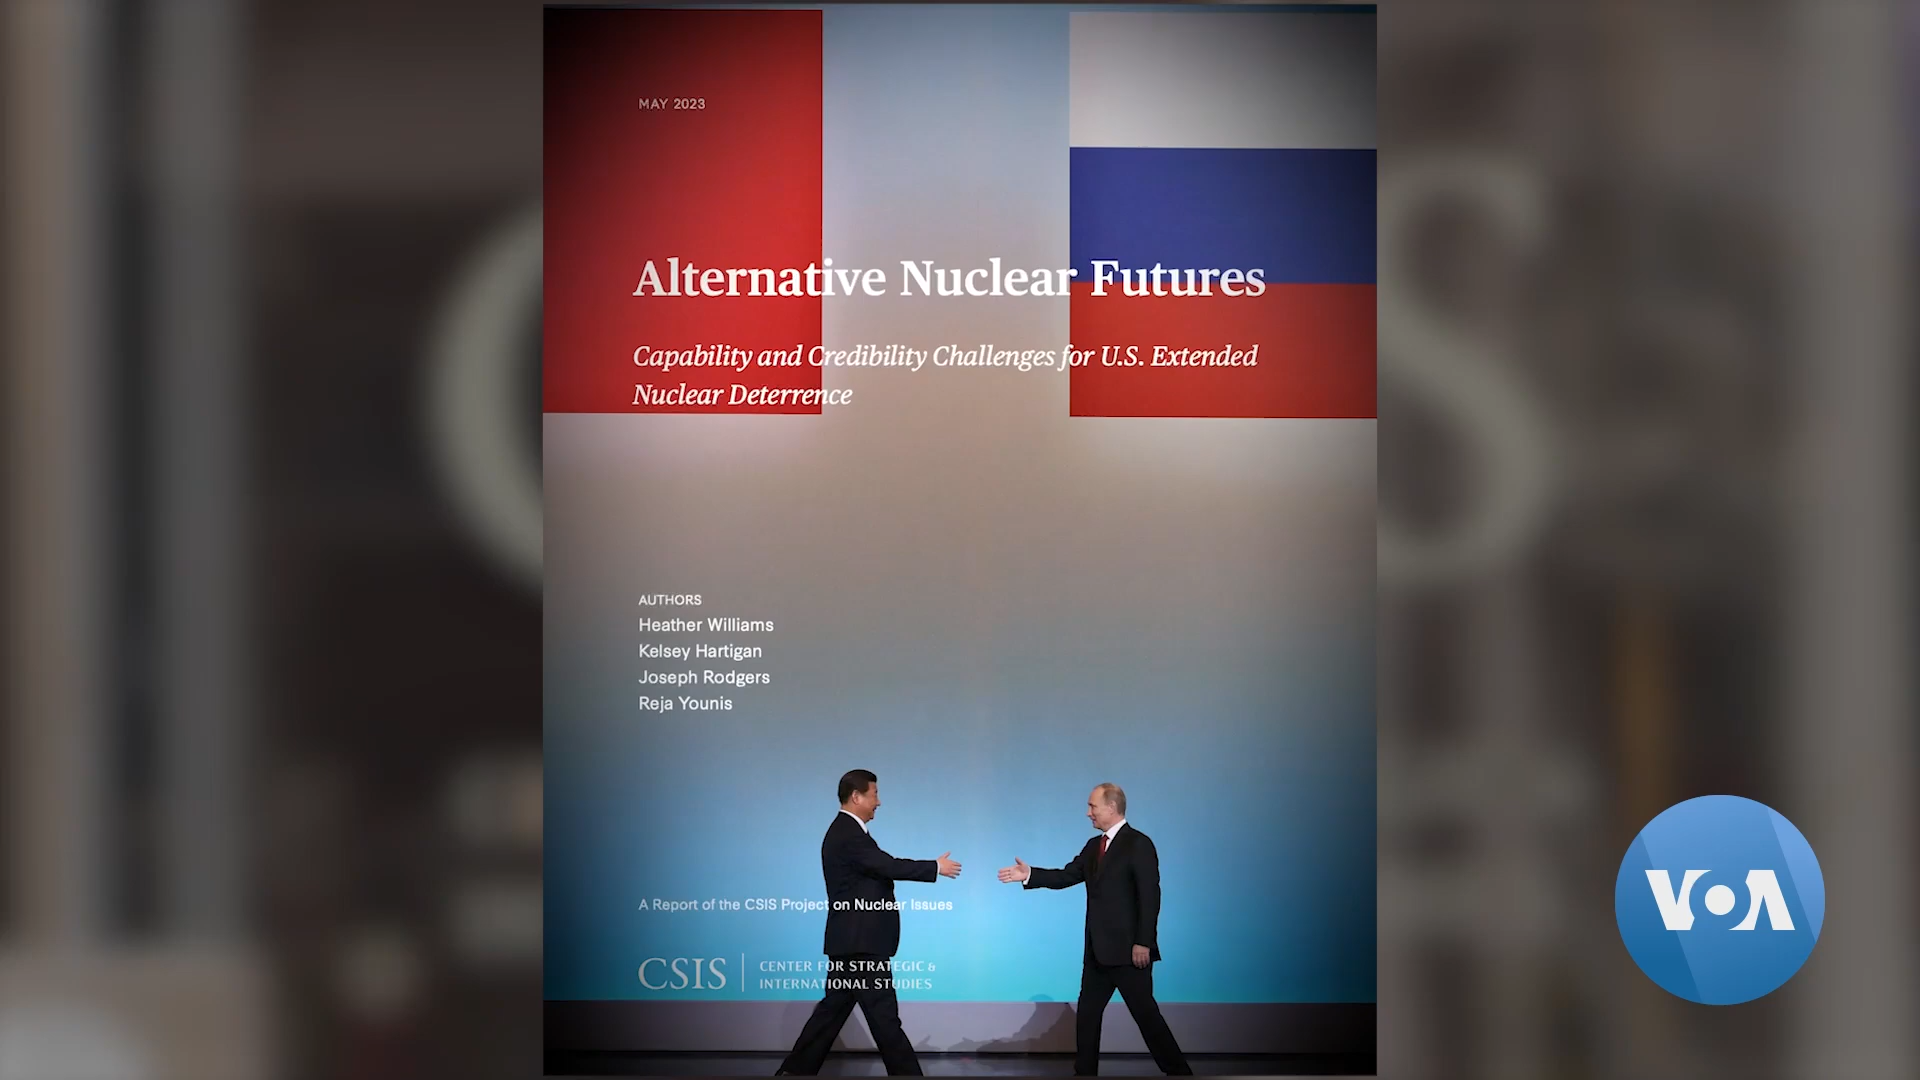 MAY 2023
Alternative Nuclear Futures
Capability and Credibility Challenges for U.S. Extended
Nuclear Deterrence
AUTHORS
Heather Williams
Kelsey Hartigan
Joseph Rodgers
Reja Younis
A Report of the CSIS Project on Nuclear Issues
CSIS
CENTER FOR STRATEGIC &
INTERNATIONAL STUDIES
VOA